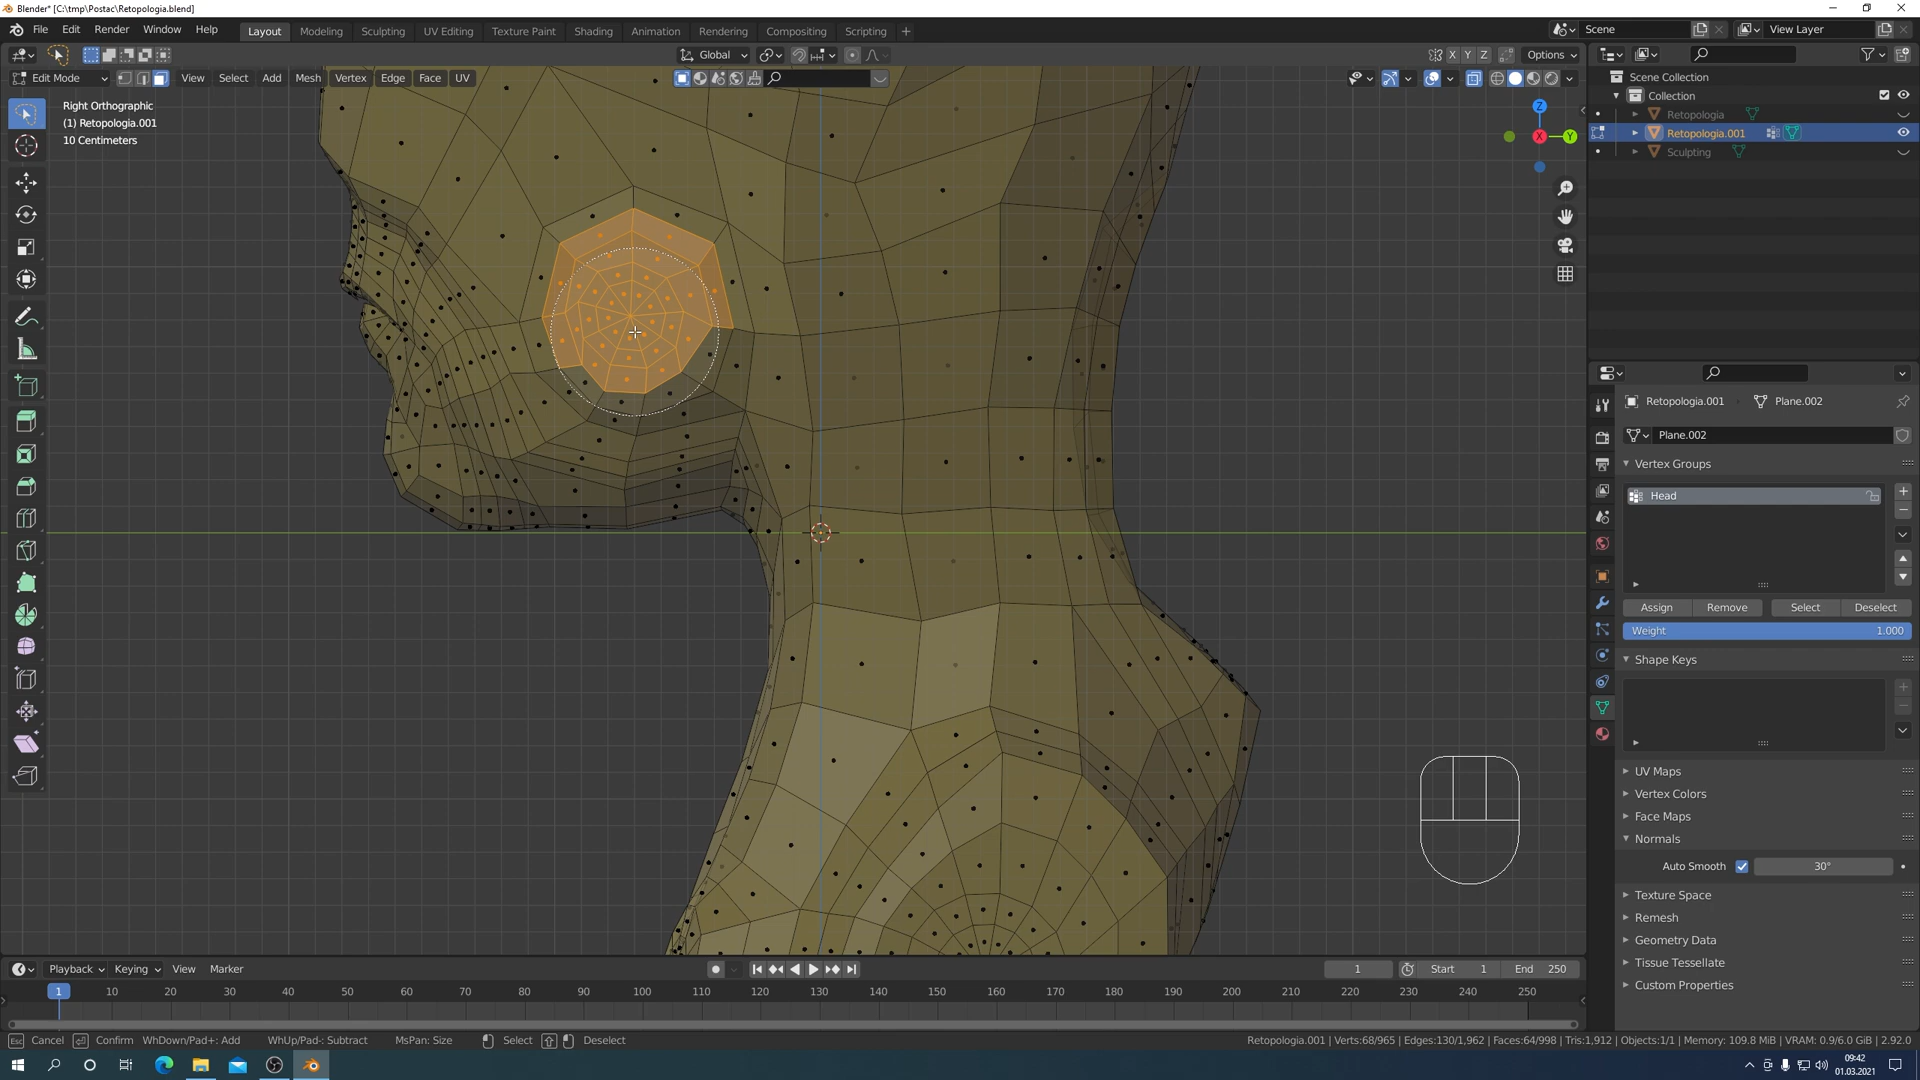 Blender* [C:\tmp\Postac\Retopologia.blend]
File Edit Render Window Help Layout Modeling Sculpting UV Editing Texture Paint Shading Animation Rendering Compositing Scripting + Scene View Layer
Global X Y Z Options
Edit Mode View Select Add Mesh Vertex Edge Face UV
Right Orthographic
(1) Retopologia.001
10 Centimeters
Z
X
Y
Scene Collection
Collection
Retopologia
Retopologia.001
Sculpting
Retopologia.001 Plane.002
Plane.002
Vertex Groups
Head
Assign Remove Select Deselect
Weight 1.000
Shape Keys
UV Maps
Vertex Colors
Face Maps
Normals
Auto Smooth 30°
Texture Space
Remesh
Geometry Data
Tissue Tessellate
Custom Properties
Playback Keying View Marker 1 Start 1 End 250
1 10 20 30 40 50 60 70 80 90 100 110 120 130 140 150 160 170 180 190 200 210 220 230 240 250
Esc Cancel Confirm WhDown/Pad+: Add WhUp/Pad-: Subtract MsPan: Size Select Deselect Retopologia.001 | Verts:68/965 | Edges:130/1,962 | Faces:64/998 | Tris:1,912 | Objects:1/1 | Memory: 109.8 MiB | VRAM: 0.9/6.0 GiB | 2.92.0
09:42
01.03.2021